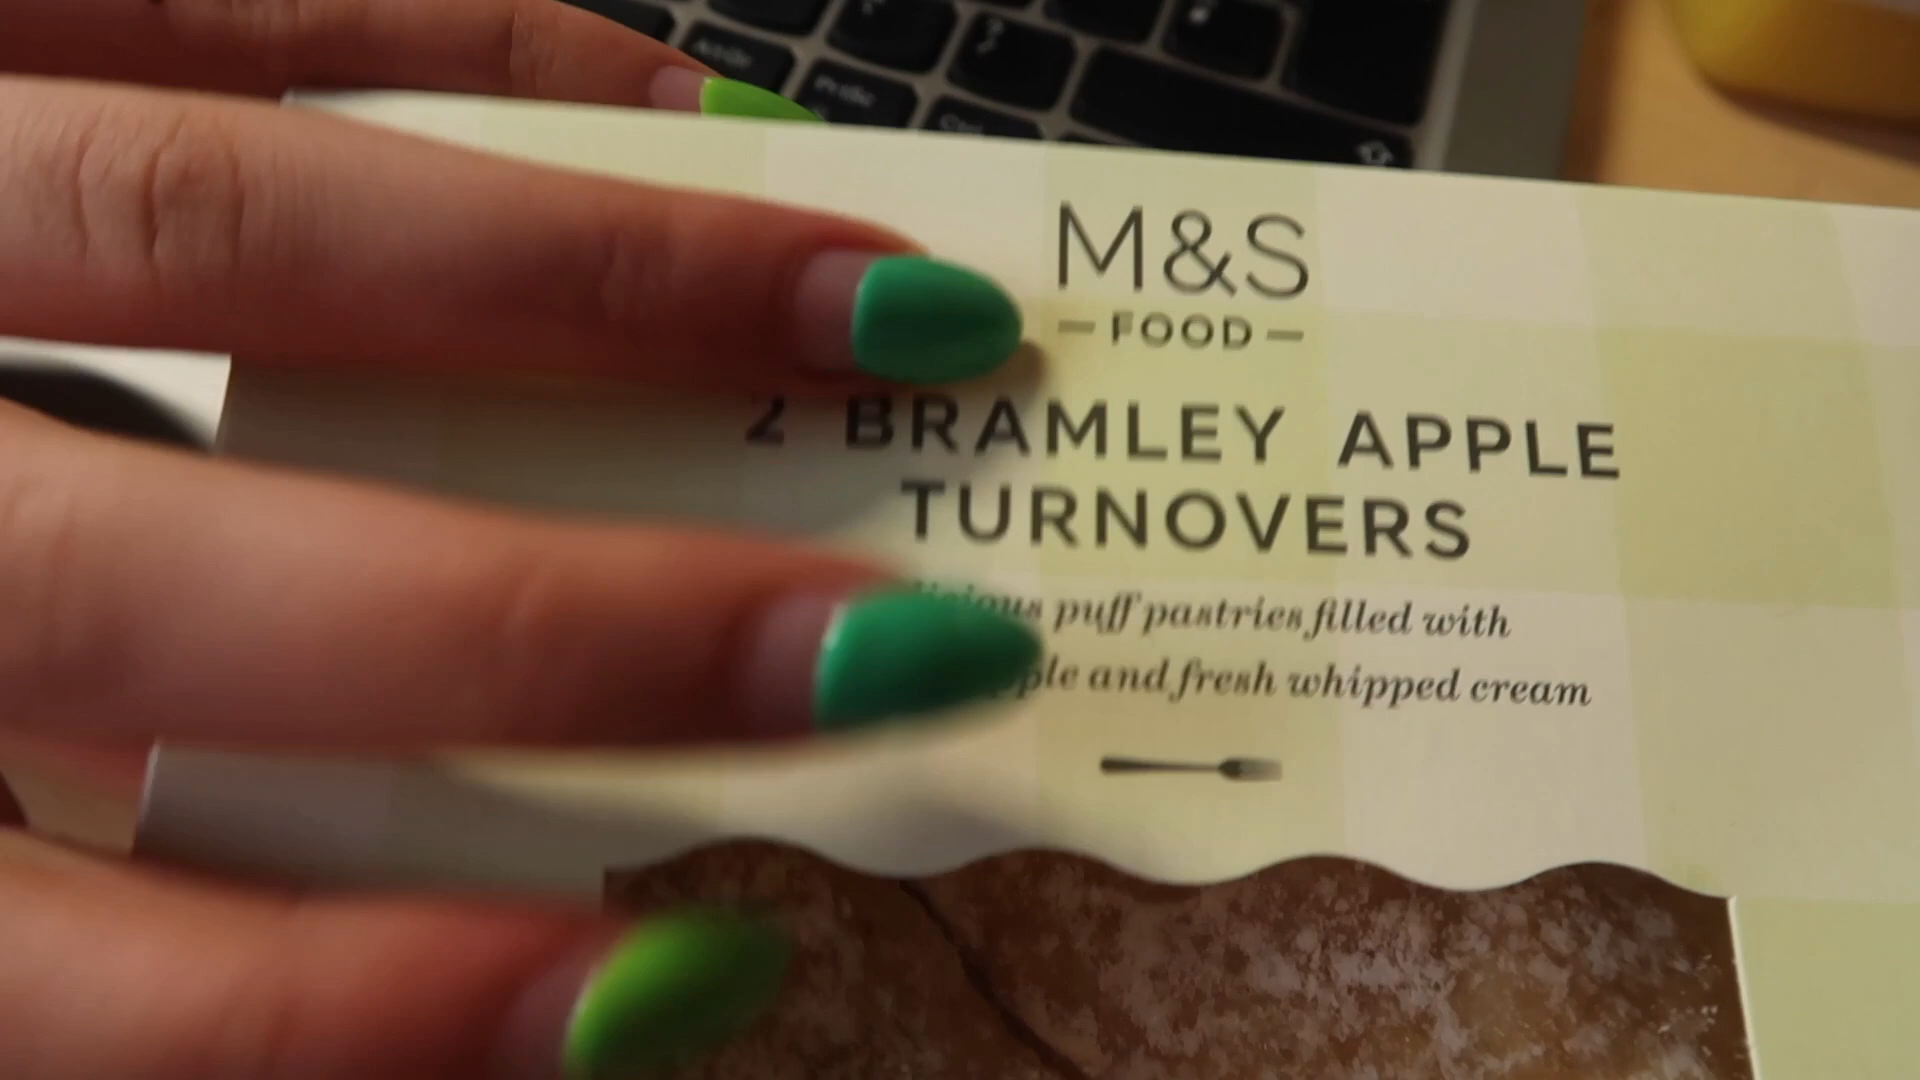 M&S
FOOD
2 BRAMLEY APPLE
TURNOVERS
puff pastries filled with
and fresh whipped cream